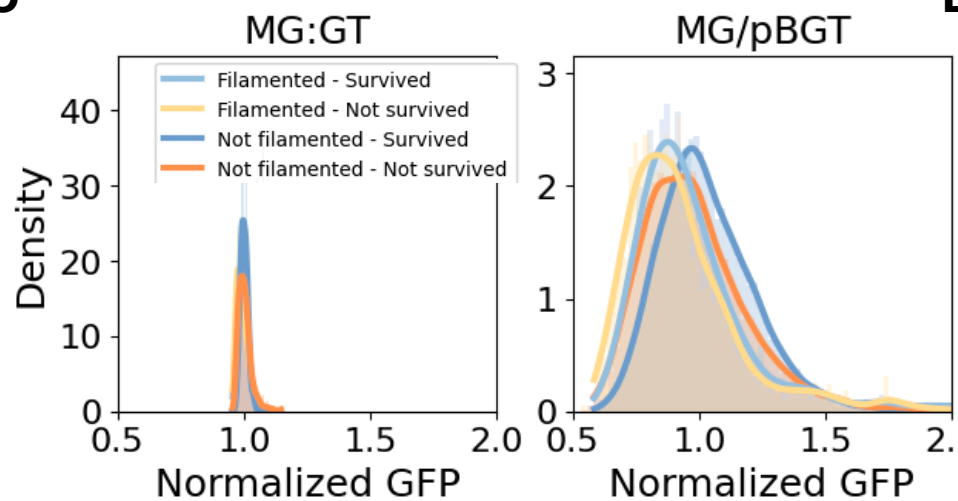 MG:GT
MG/pBGT
Filamented - Survived
Filamented - Not survived
Not filamented - Survived
Not filamented - Not survived
Density
40
30
20
10
0
0.5 1.0 1.5 2.0
Normalized GFP
3
2
1
0
0.5 1.0 1.5 2.
Normalized GFP